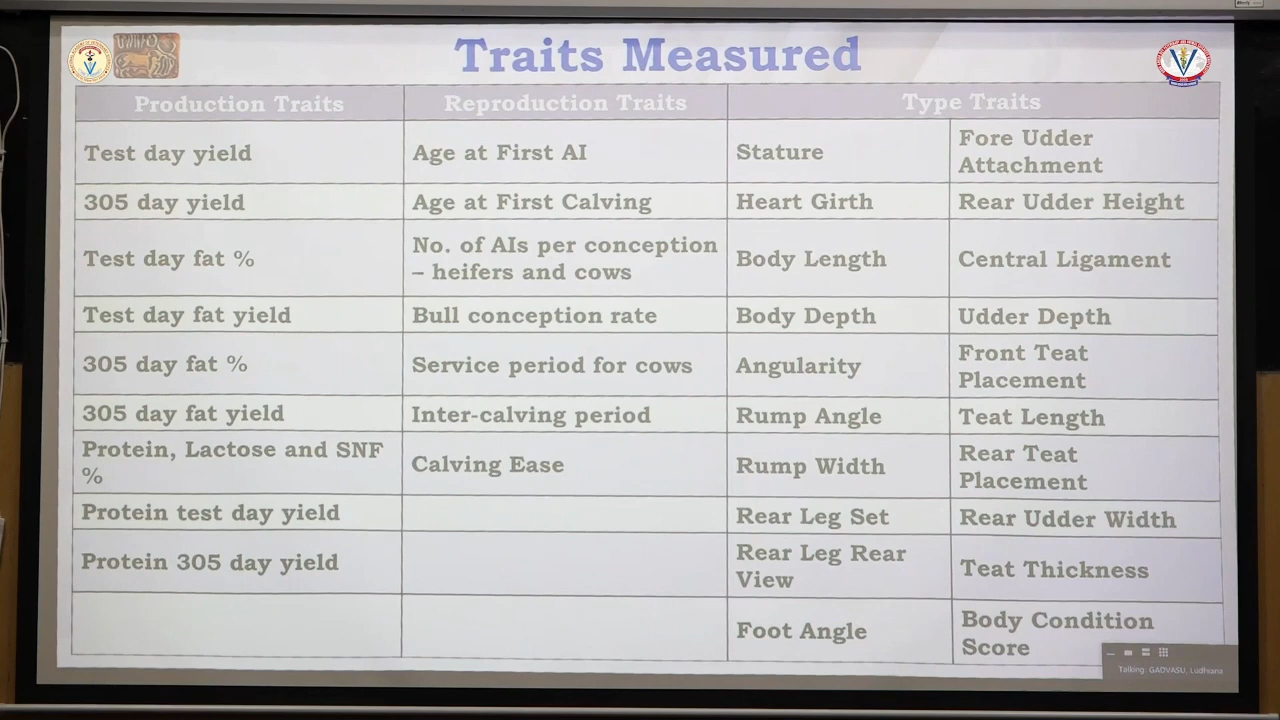 Traits Measured
Production Traits
Reproduction Traits
Type Traits
Test day yield
Age at First AI
Stature
Fore Udder
Attachment
305 day yield
Age at First Calving
Heart Girth
Rear Udder Height
Test day fat %
No. of AIs per conception
– heifers and cows
Body Length
Central Ligament
Test day fat yield
Bull conception rate
Body Depth
Udder Depth
305 day fat %
Service period for cows
Angularity
Front Teat
Placement
305 day fat yield
Inter-calving period
Rump Angle
Teat Length
Protein, Lactose and SNF
%
Calving Ease
Rump Width
Rear Teat
Placement
Protein test day yield
Rear Leg Set
Rear Udder Width
Protein 305 day yield
Rear Leg Rear
View
Teat Thickness
Foot Angle
Body Condition
Score
Talking: GADVASU, Ludhiana